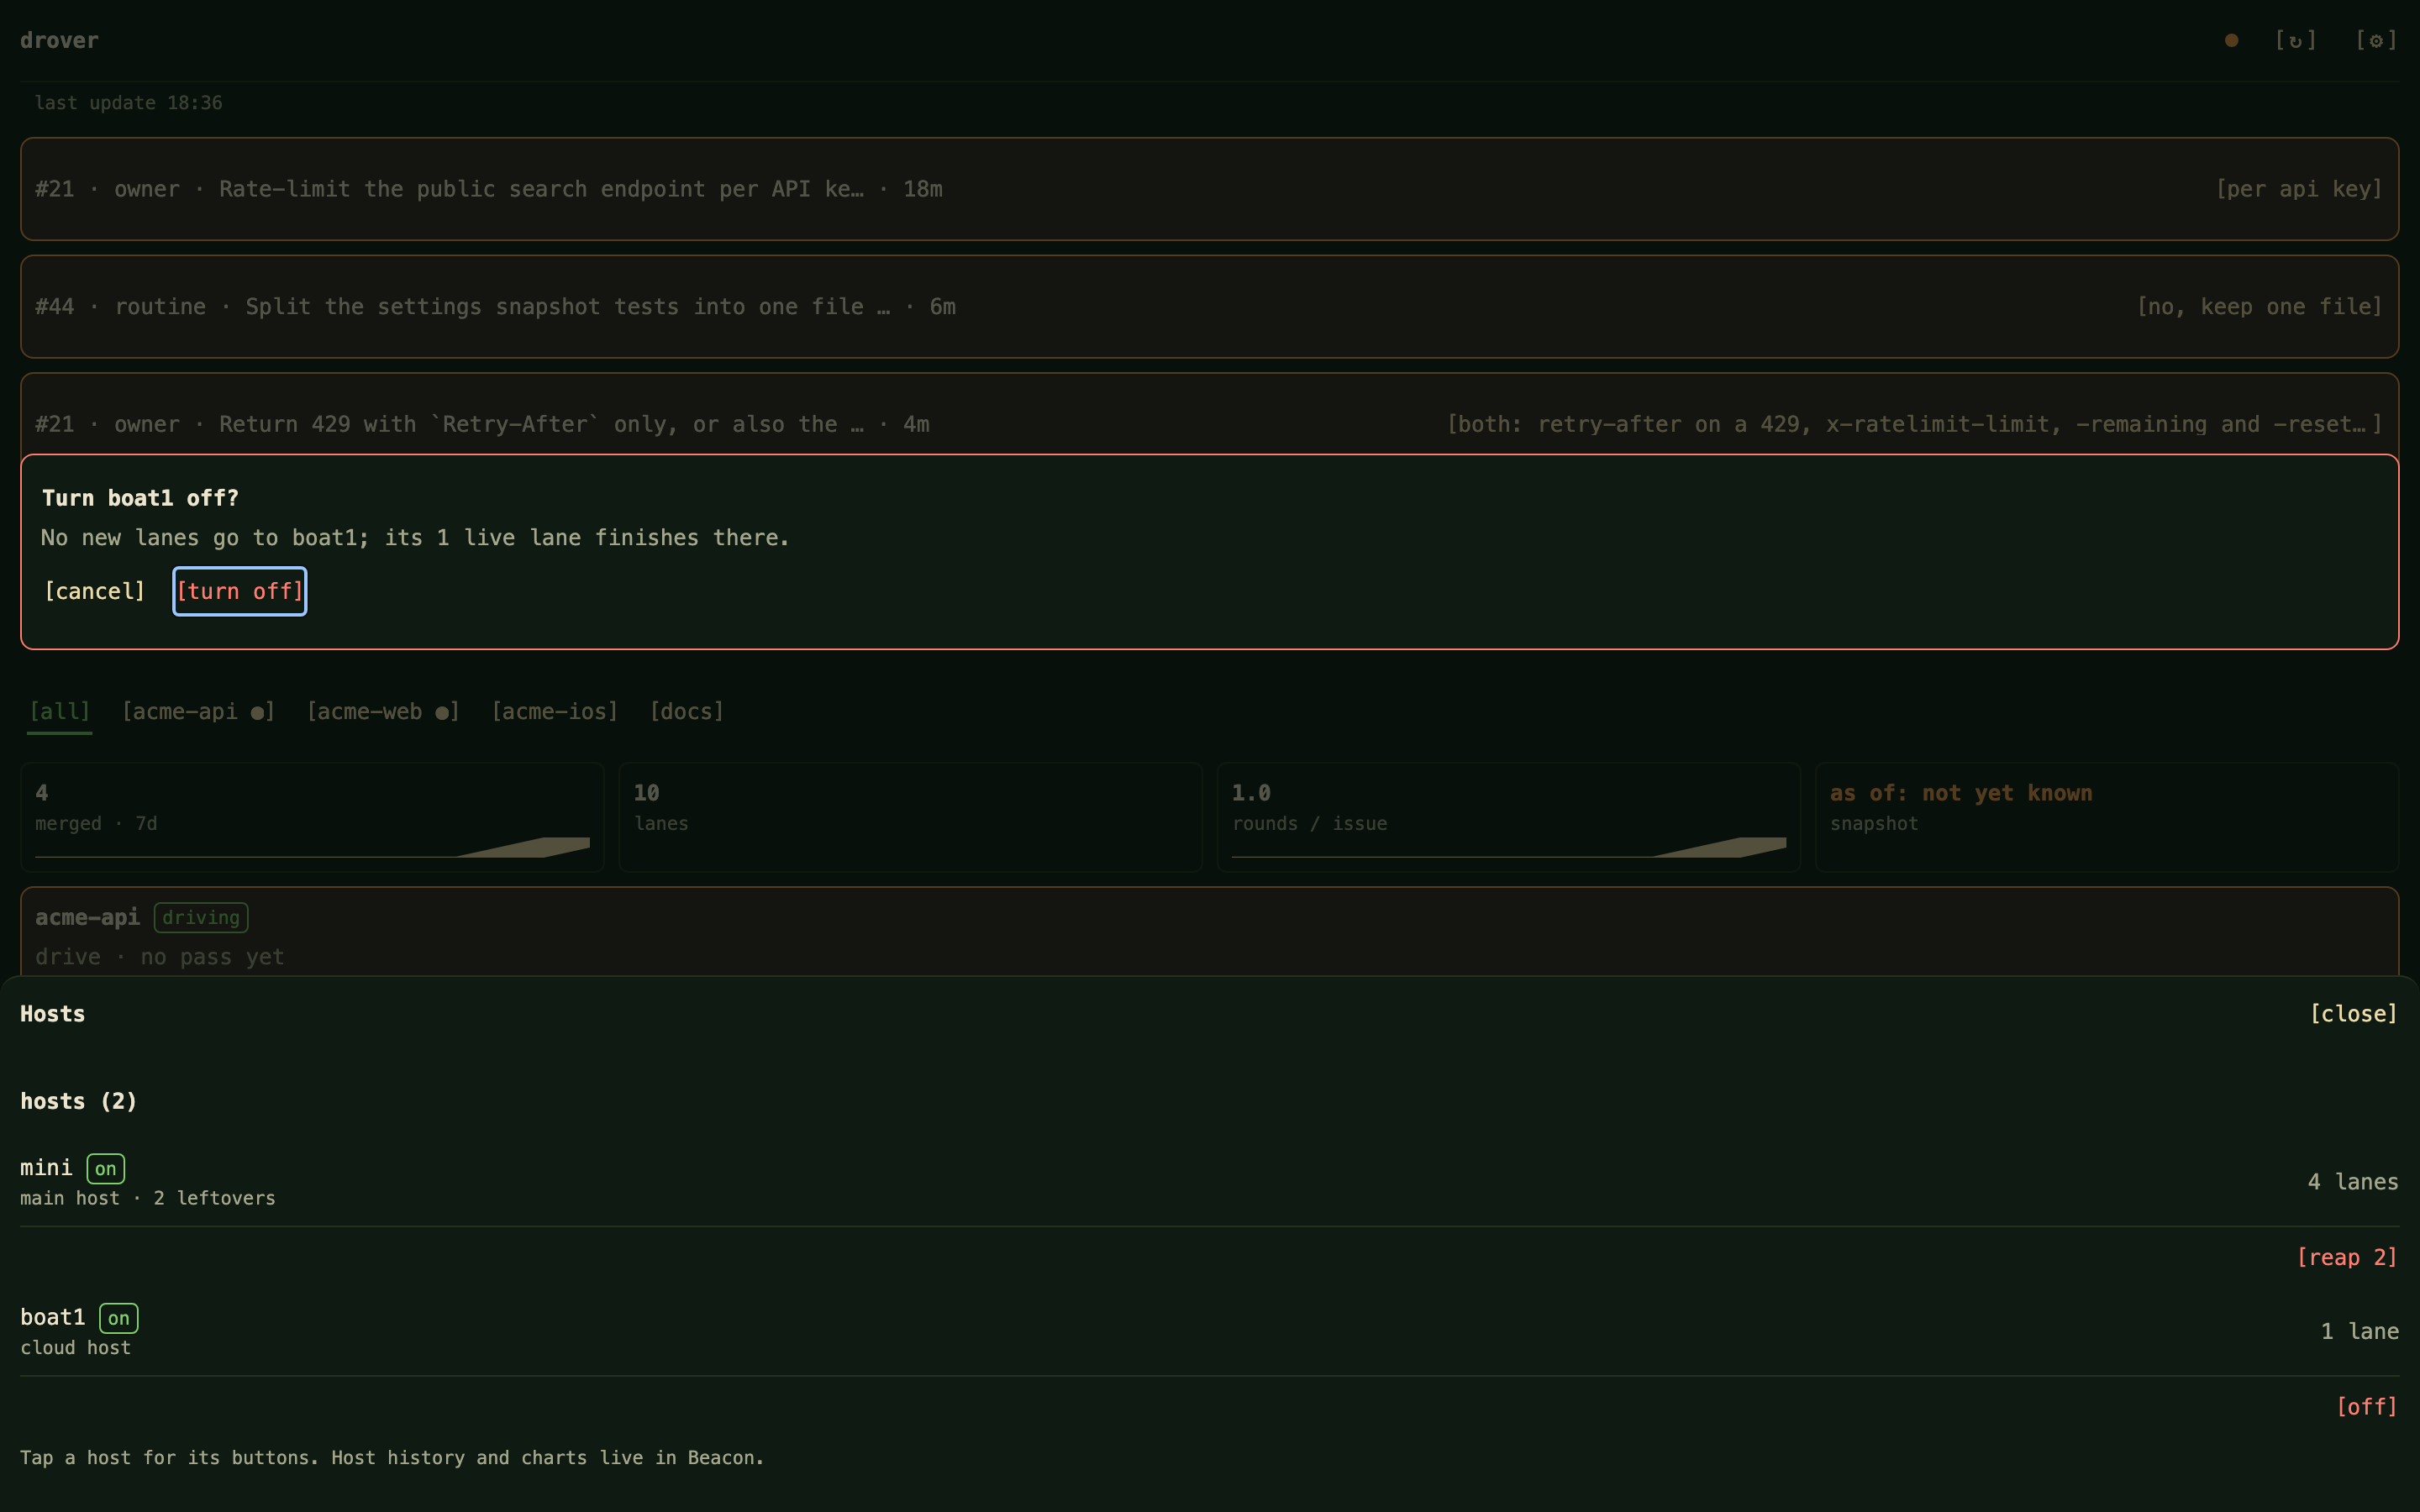 drover
[↻] [⚙]
last update 18:36
#21 · owner · Rate-limit the public search endpoint per API ke… · 18m [per api key]
#44 · routine · Split the settings snapshot tests into one file … · 6m [no, keep one file]
#21 · owner · Return 429 with `Retry-After` only, or also the … · 4m [both: retry-after on a 429, x-ratelimit-limit, -remaining and -reset… ]
Turn boat1 off?
No new lanes go to boat1; its 1 live lane finishes there.
[cancel] [turn off]
[all] [acme-api ●] [acme-web ●] [acme-ios] [docs]
4
merged · 7d
10
lanes
1.0
rounds / issue
as of: not yet known
snapshot
acme-api driving
drive · no pass yet
Hosts [close]
hosts (2)
mini on
main host · 2 leftovers
4 lanes
[reap 2]
boat1 on
cloud host
1 lane
[off]
Tap a host for its buttons. Host history and charts live in Beacon.